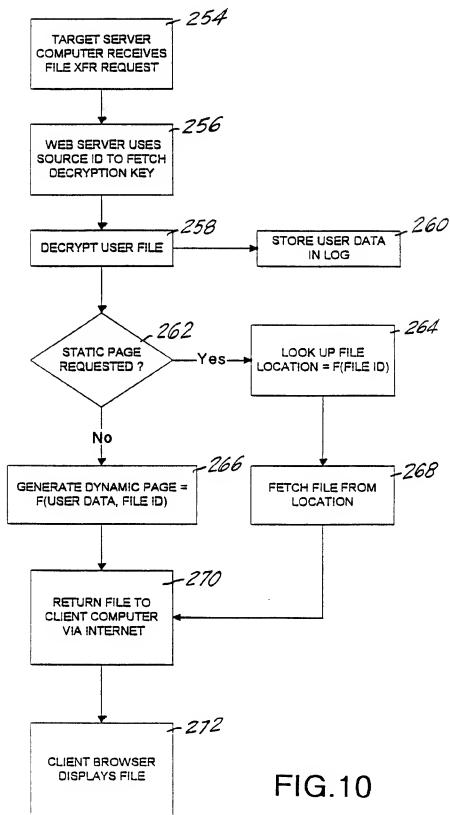 254
TARGET SERVER
COMPUTER RECEIVES
FILE XFR REQUEST
256
WEB SERVER USES
SOURCE ID TO FETCH
DECRYPTION KEY
258
DECRYPT USER FILE
260
STORE USER DATA
IN LOG
262
STATIC PAGE
REQUESTED ?
Yes
264
LOOK UP FILE
LOCATION = F(FILE ID)
No
266
GENERATE DYNAMIC PAGE =
F(USER DATA, FILE ID)
268
FETCH FILE FROM
LOCATION
270
RETURN FILE TO
CLIENT COMPUTER
VIA INTERNET
272
CLIENT BROWSER
DISPLAYS FILE
FIG.10